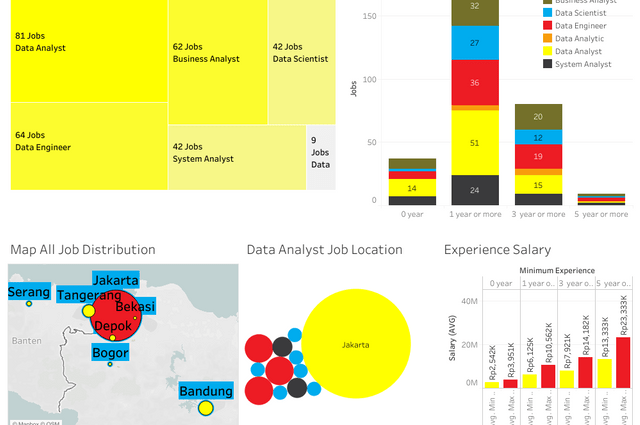 81 Jobs
Data Analyst
62 Jobs
Business Analyst
42 Jobs
Data Scientist
64 Jobs
Data Engineer
42 Jobs
System Analyst
9
Jobs
Data
Jobs
150
100
50
0
32
27
36
51
24
14
20
12
19
15
0 year
1 year or more
3 year or more
5 year or more
Business Analyst
Data Scientist
Data Engineer
Data Analytic
Data Analyst
System Analyst
Map All Job Distribution
Jakarta
Serang
Tangerang
Bekasi
Depok
Banten
Bogor
Bandung
© Mapbox © OSM
Data Analyst Job Location
Jakarta
Experience Salary
Minimum Experience
0 year
1 year o..
3 year o..
5 year o..
Salary (AVG)
40M
20M
0M
Rp2,542K
Rp3,951K
Rp6,125K
Rp10,562K
Rp7,921K
Rp14,182K
Rp13,333K
Rp23,333K
Avg. Min ..
Avg. Max ..
Avg. Min ..
Avg. Max ..
Avg. Min ..
Avg. Max ..
Avg. Min ..
Avg. Max ..